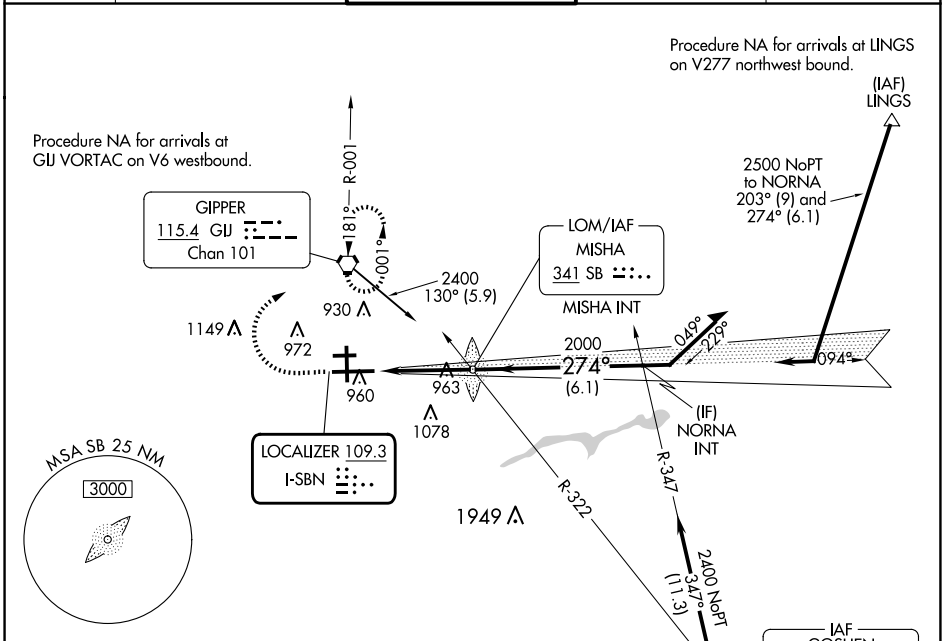 Procedure NA for arrivals at LINGS
on V277 northwest bound.
(IAF)
LINGS
Procedure NA for arrivals at
GIJ VORTAC on V6 westbound.
R-001
2500 NoPT
to NORNA
203° (9) and
274° (6.1)
GIPPER
115.4 GIJ
Chan 101
181°
001°
LOM/IAF
MISHA
341 SB
MISHA INT
2400
130° (5.9)
930
1149
972
049°
229°
2000
274°
(6.1)
094°
963
960
1078
(IF)
NORNA
INT
LOCALIZER 109.3
I-SBN
MSA SB 25 NM
3000
R-347
R-322
1949
2400 NoPT
347°
(11.3)
IAF
GOSHEN